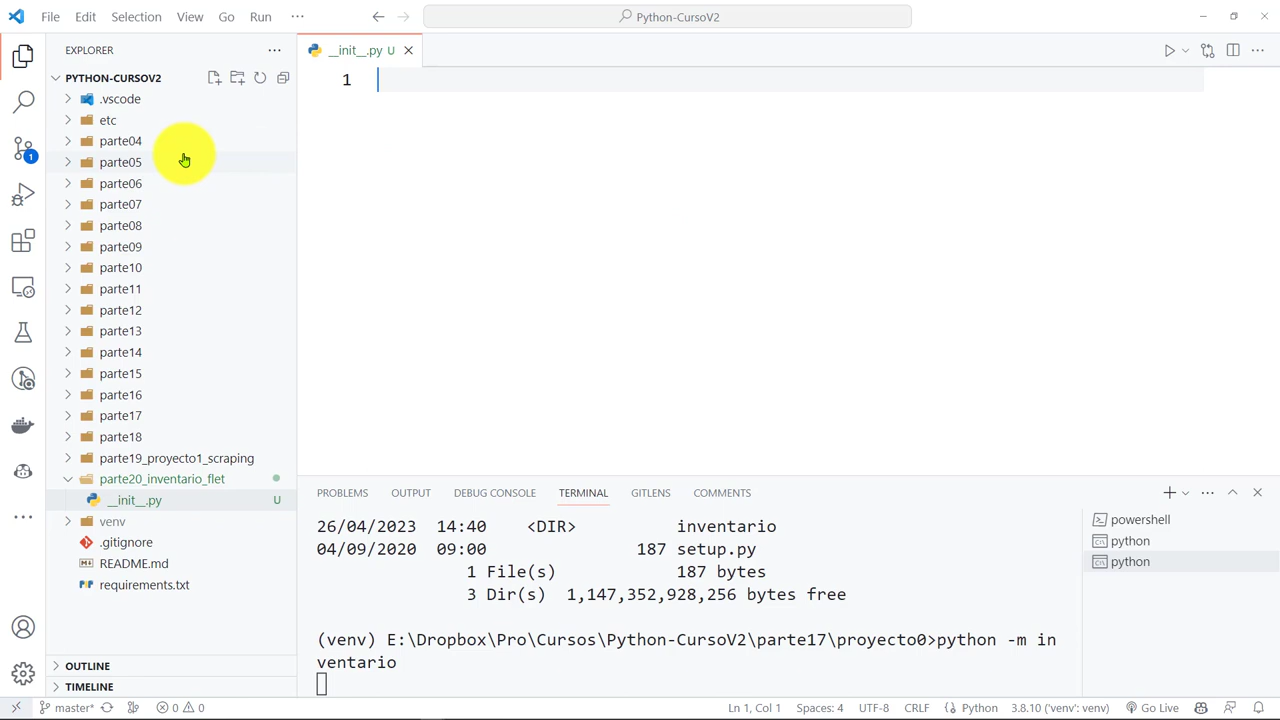 File Edit Selection View Go Run ··· Python-CursoV2
EXPLORER ···
__init__.py U
PYTHON-CURSOV2
1
.vscode
etc
parte04
parte05
parte06
parte07
parte08
parte09
parte10
parte11
parte12
parte13
parte14
parte15
parte16
parte17
parte18
parte19_proyecto1_scraping
parte20_inventario_flet
__init__.py U
venv
.gitignore
README.md
requirements.txt
OUTLINE
TIMELINE
PROBLEMS OUTPUT DEBUG CONSOLE TERMINAL GITLENS COMMENTS
26/04/2023 14:40 <DIR> inventario
04/09/2020 09:00 187 setup.py
1 File(s) 187 bytes
3 Dir(s) 1,147,352,928,256 bytes free
(venv) E:\Dropbox\Pro\Cursos\Python-CursoV2\parte17\proyecto0>python -m in
ventario
powershell
python
python
1
master* 0 0 Ln 1, Col 1 Spaces: 4 UTF-8 CRLF Python 3.8.10 ('venv': venv) Go Live